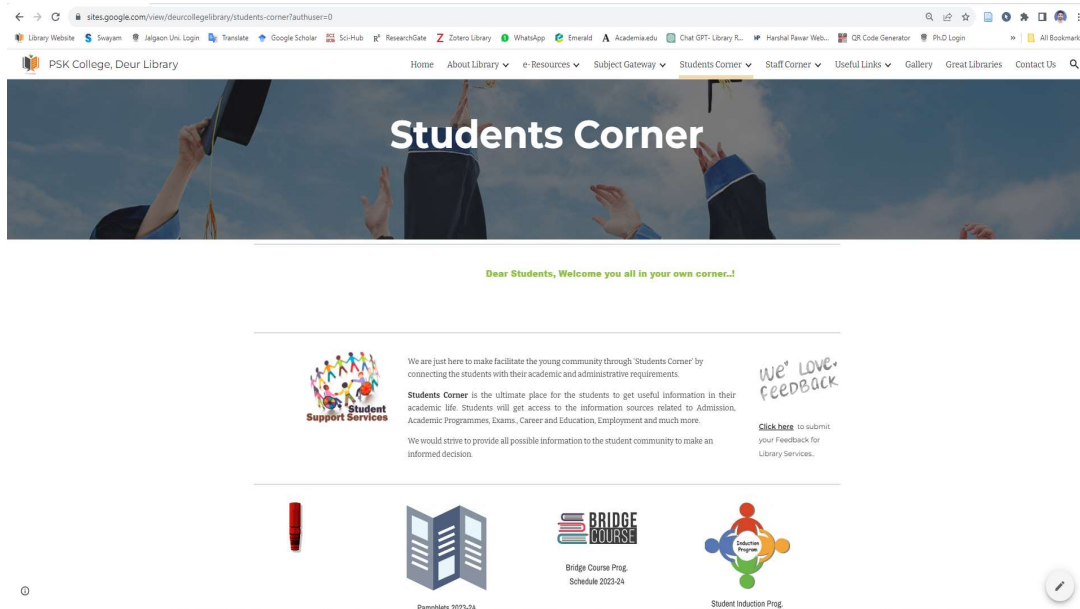 sites.google.com/view/deurcollegelibrary/students-corner?authuser=0
Library Website Swayam Jalgaon Uni. Login Translate Google Scholar Sci-Hub ResearchGate Zotero Library WhatsApp Emerald Academia.edu Chat GPT- Library R... Harshal Pawar Web... QR Code Generator Ph.D Login » All Bookmark
PSK College, Deur Library Home About Library e-Resources Subject Gateway Students Corner Staff Corner Useful Links Gallery Great Libraries Contact Us
Students Corner
Dear Students, Welcome you all in your own corner..!
Student
Support Services
We are just here to make facilitate the young community through 'Students Corner' by
connecting the students with their academic and administrative requirements.
Students Corner is the ultimate place for the students to get useful information in their
academic life. Students will get access to the information sources related to Admission,
Academic Programmes, Exams., Career and Education, Employment and much more.
We would strive to provide all possible information to the student community to make an
informed decision.
we love
FEEDBACK
Click here to submit
your Feedback for
Library Services..
Pamphlets 2023-24
BRIDGE
COURSE
Bridge Course Prog.
Schedule 2023-24
Induction
Program
Student Induction Prog.